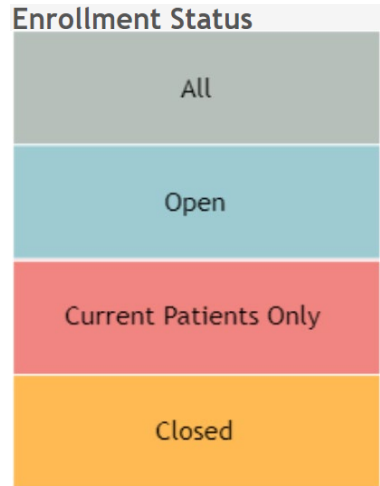 Enrollment Status
All
Open
Current Patients Only
Closed